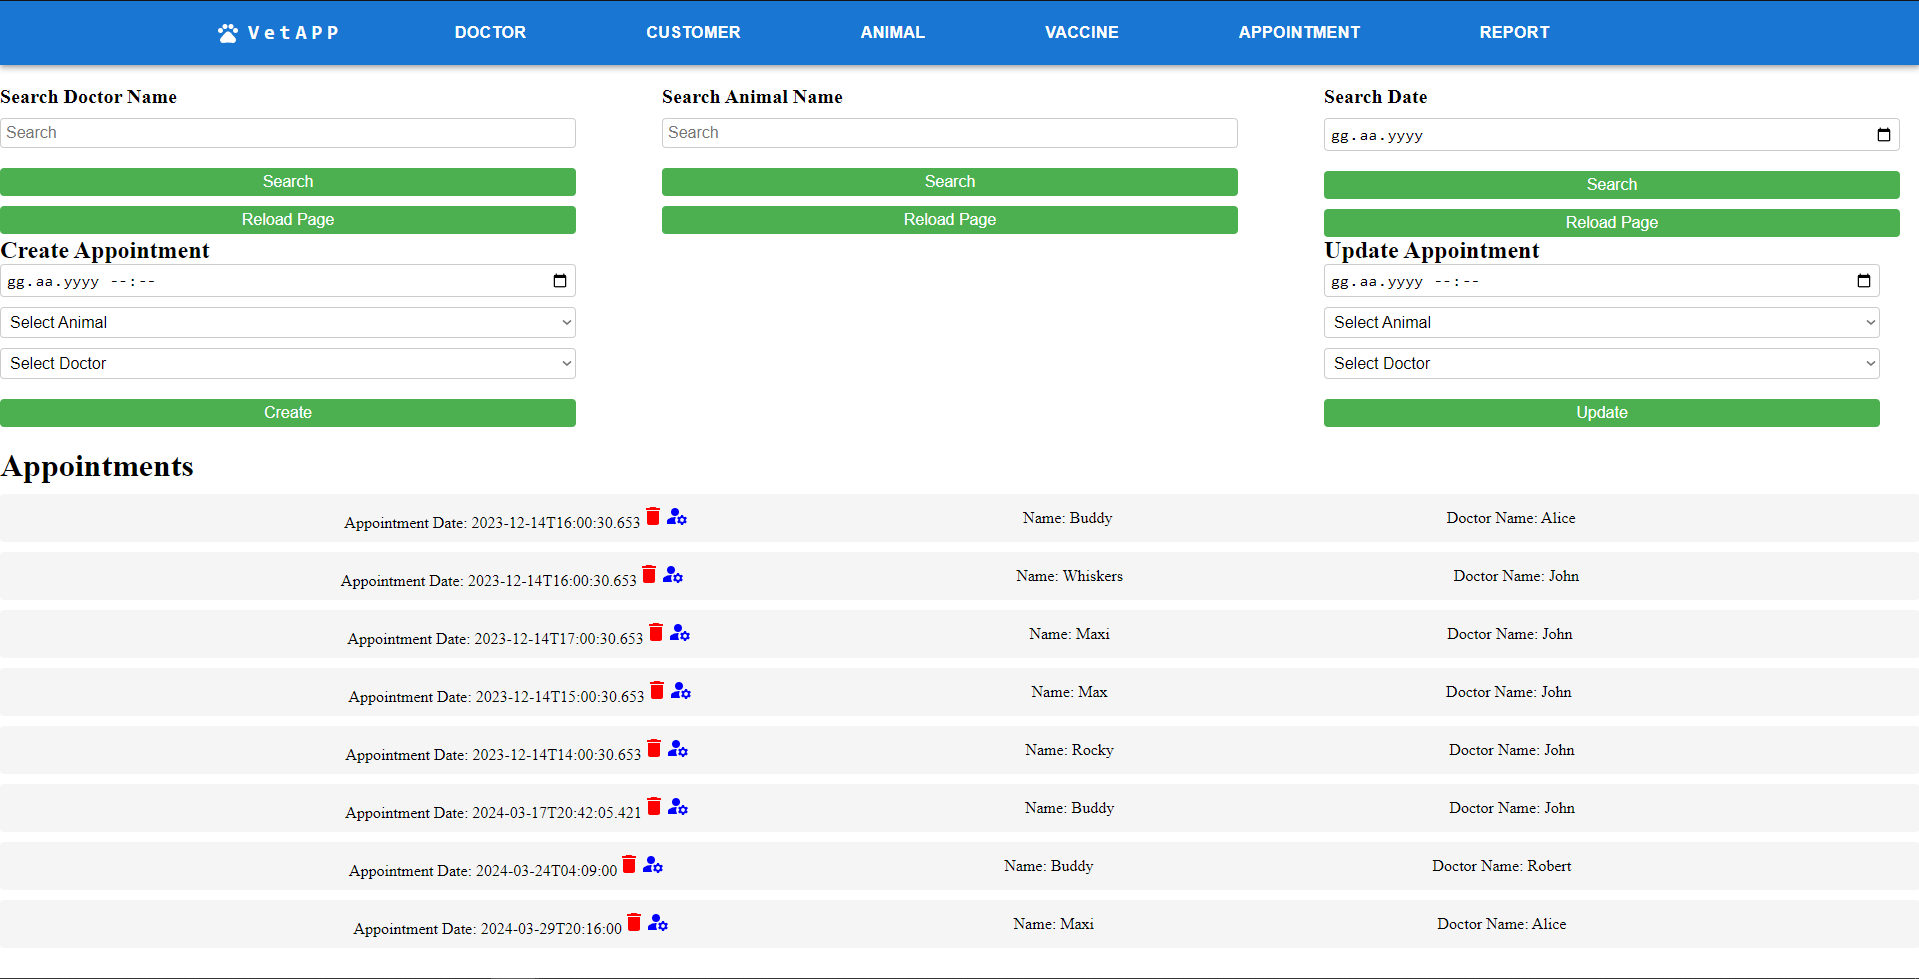 VetAPP DOCTOR CUSTOMER ANIMAL VACCINE APPOINTMENT REPORT
Search Doctor Name Search Animal Name Search Date
Search Search gg.aa.yyyy
Search Search Search
Reload Page Reload Page Reload Page
Create Appointment Update Appointment
gg.aa.yyyy --:-- gg.aa.yyyy --:--
Select Animal Select Animal
Select Doctor Select Doctor
Create Update
Appointments
Appointment Date: 2023-12-14T16:00:30.653 Name: Buddy Doctor Name: Alice
Appointment Date: 2023-12-14T16:00:30.653 Name: Whiskers Doctor Name: John
Appointment Date: 2023-12-14T17:00:30.653 Name: Maxi Doctor Name: John
Appointment Date: 2023-12-14T15:00:30.653 Name: Max Doctor Name: John
Appointment Date: 2023-12-14T14:00:30.653 Name: Rocky Doctor Name: John
Appointment Date: 2024-03-17T20:42:05.421 Name: Buddy Doctor Name: John
Appointment Date: 2024-03-24T04:09:00 Name: Buddy Doctor Name: Robert
Appointment Date: 2024-03-29T20:16:00 Name: Maxi Doctor Name: Alice